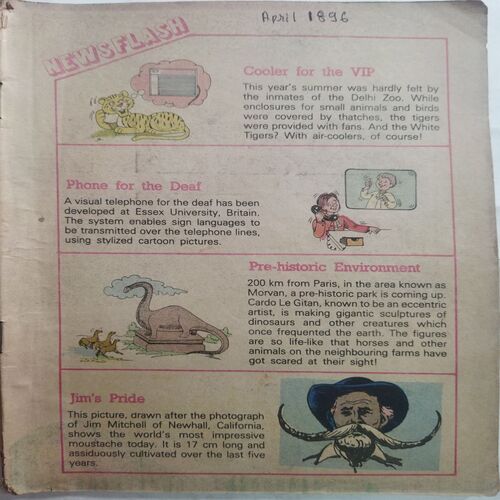 April 1896
NEWSFLASH
Cooler for the VIP
This year's summer was hardly felt by
the inmates of the Delhi Zoo. While
enclosures for small animals and birds
were covered by thatches, the tigers
were provided with fans. And the White
Tigers? With air-coolers, of course!
Phone for the Deaf
A visual telephone for the deaf has been
developed at Essex University, Britain.
The system enables sign languages to
be transmitted over the telephone lines,
using stylized cartoon pictures.
Pre-historic Environment
200 km from Paris, in the area known as
Morvan, a pre-historic park is coming up.
Cardo Le Gitan, known to be an eccentric
artist, is making gigantic sculptures of
dinosaurs and other creatures which
once frequented the earth. The figures
are so life-like that horses and other
animals on the neighbouring farms have
got scared at their sight!
Jim's Pride
This picture, drawn after the photograph
of Jim Mitchell of Newhall, California,
shows the world's most impressive
moustache today. It is 17 cm long and
assiduously cultivated over the last five
years.